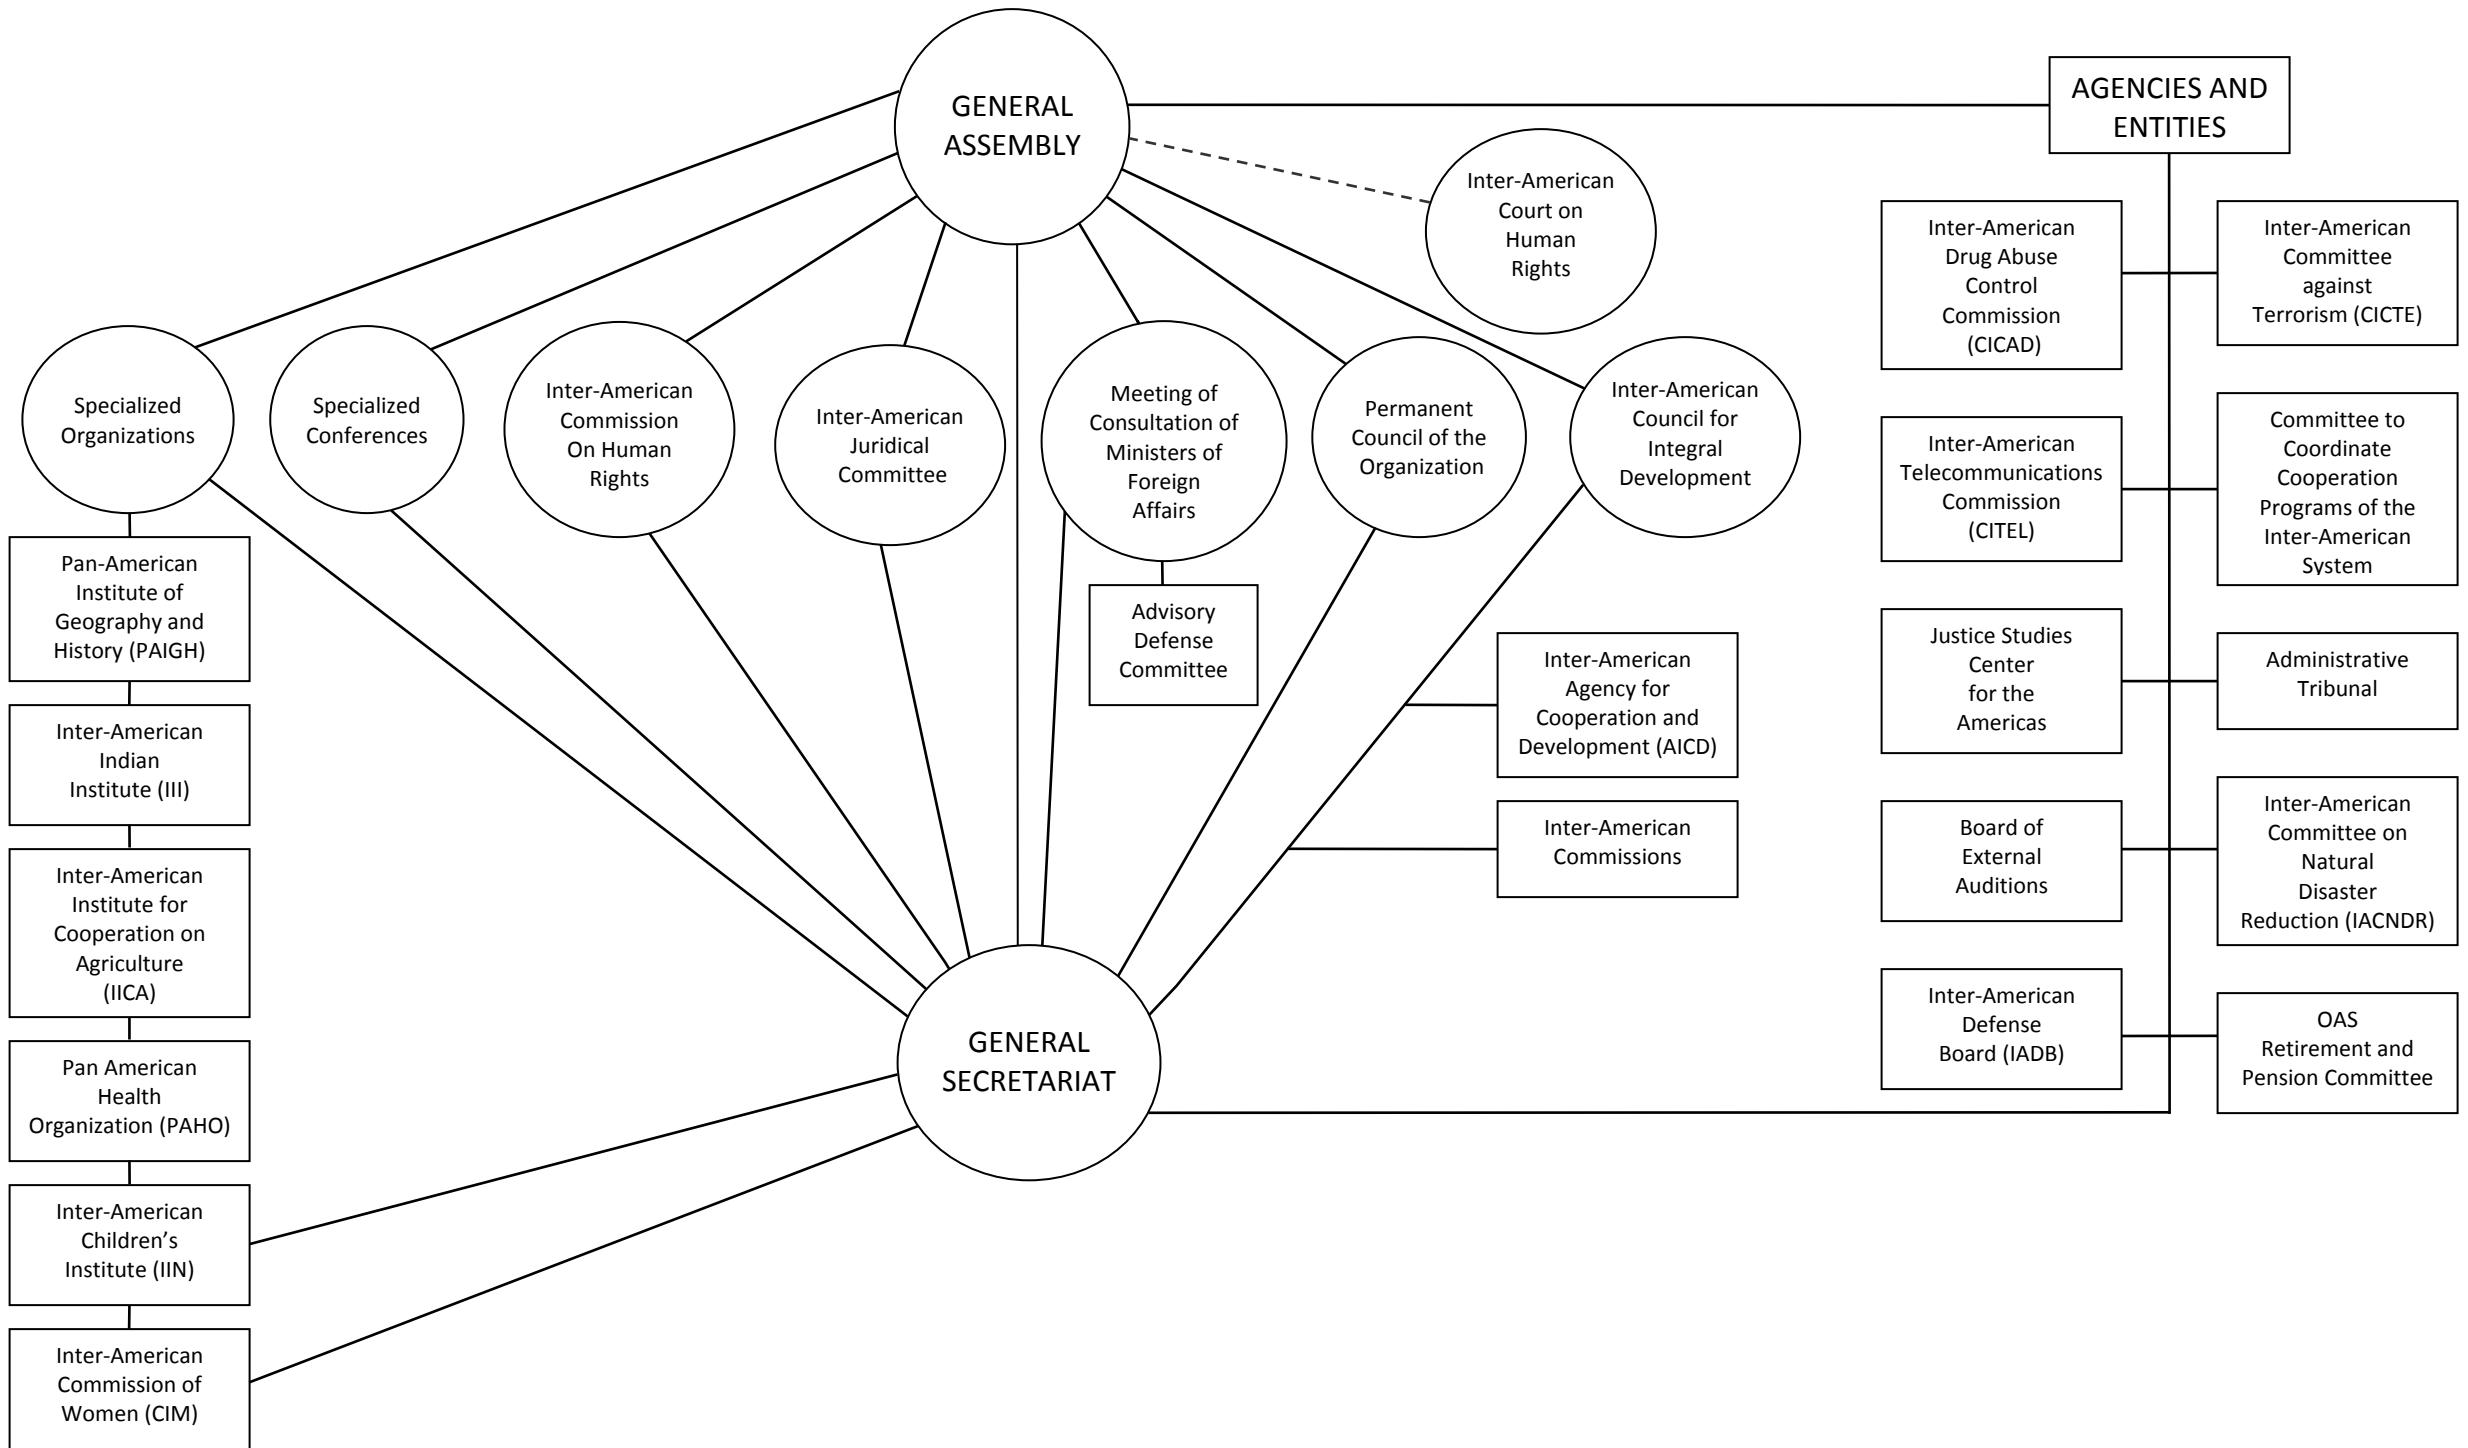 GENERAL
ASSEMBLY
AGENCIES AND
ENTITIES
Inter-American
Court on
Human
Rights
Specialized
Organizations
Specialized
Conferences
Inter-American
Commission
On Human
Rights
Inter-American
Juridical
Committee
Meeting of
Consultation of
Ministers of
Foreign
Affairs
Permanent
Council of the
Organization
Inter-American
Council for
Integral
Development
Pan-American
Institute of
Geography and
History (PAIGH)
Inter-American
Indian
Institute (III)
Inter-American
Institute for
Cooperation on
Agriculture
(IICA)
Pan American
Health
Organization (PAHO)
Inter-American
Children’s
Institute (IIN)
Inter-American
Commission of
Women (CIM)
Advisory
Defense
Committee
Inter-American
Agency for
Cooperation and
Development (AICD)
Inter-American
Commissions
GENERAL
SECRETARIAT
Inter-American
Drug Abuse
Control
Commission
(CICAD)
Inter-American
Committee
against
Terrorism (CICTE)
Inter-American
Telecommunications
Commission
(CITEL)
Committee to
Coordinate
Cooperation
Programs of the
Inter-American
System
Justice Studies
Center
for the
Americas
Administrative
Tribunal
Board of
External
Auditions
Inter-American
Committee on
Natural
Disaster
Reduction (IACNDR)
Inter-American
Defense
Board (IADB)
OAS
Retirement and
Pension Committee